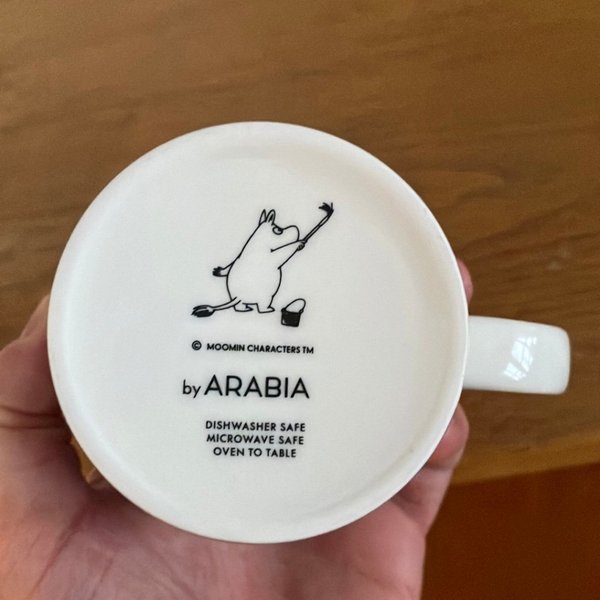 © MOOMIN CHARACTERS TM
by ARABIA
DISHWASHER SAFE
MICROWAVE SAFE
OVEN TO TABLE